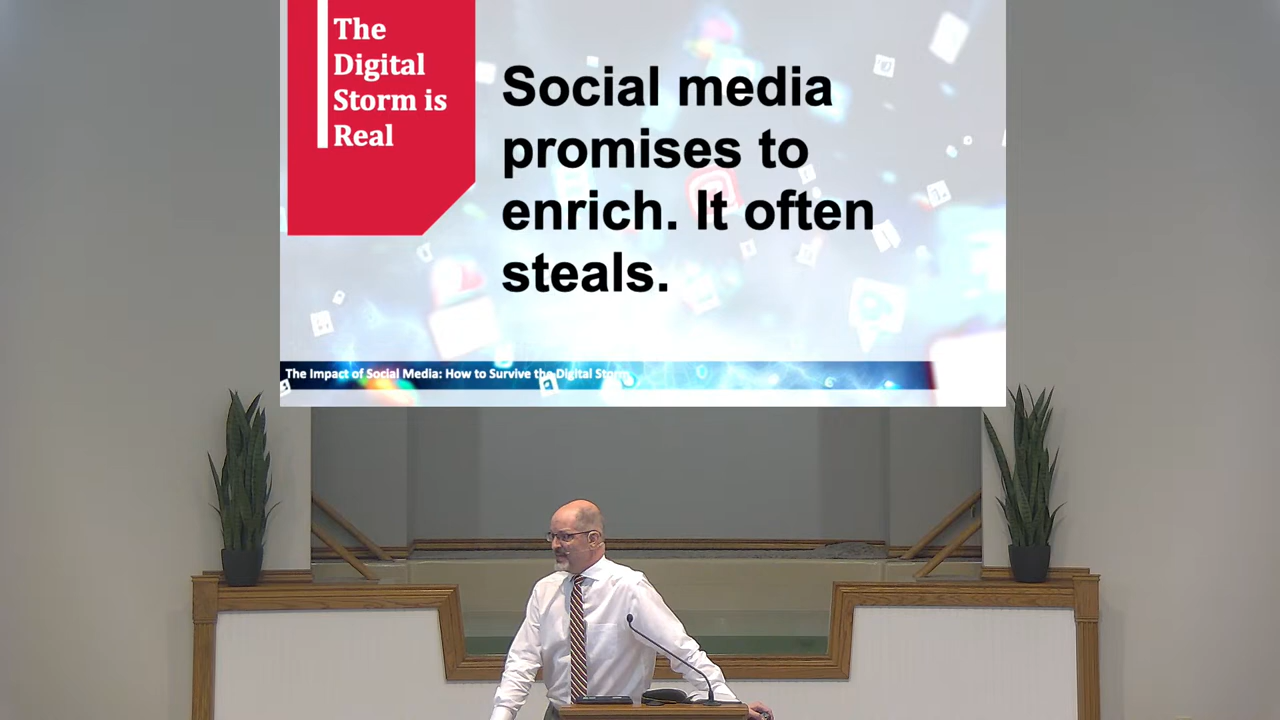 The
Digital
Storm is
Real
Social media
promises to
enrich. It often
steals.
The Impact of Social Media: How to Survive the Digital Storm